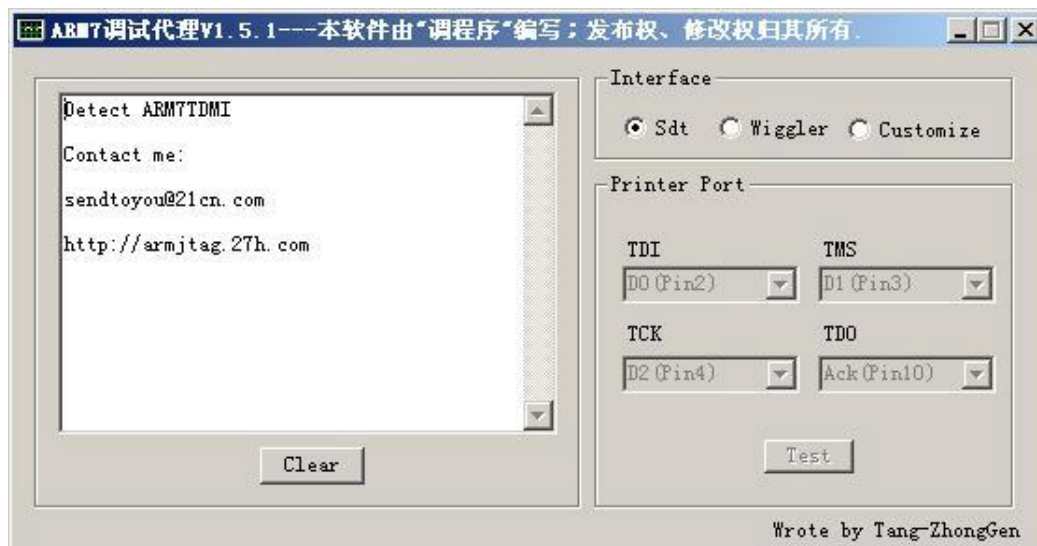 ARM7调试代理V1.5.1---本软件由"调程序"编写；发布权、修改权归其所有.
Detect ARM7TDMI
Contact me:
sendtoyou@21cn.com
http://armjtag.27h.com
Clear
Interface
Sdt Wiggler Customize
Printer Port
TDI TMS
D0(Pin2) D1(Pin3)
TCK TDO
D2(Pin4) Ack(Pin10)
Test
Wrote by Tang-ZhongGen